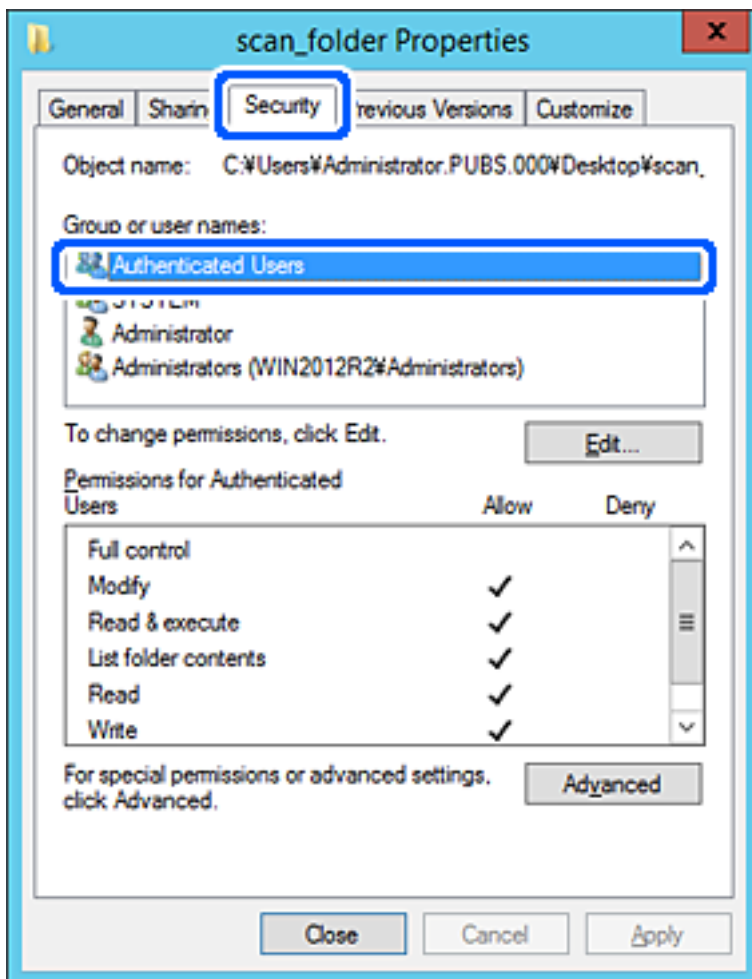 scan_folder Properties
x
General Security Previous Versions Customize
Object name: C:¥Users¥Administrator.PUBS.000¥Desktop¥scan_
Group or user names:
Authenticated Users
SYSTEM
Administrator
Administrators (WIN2012R2¥Administrators)
To change permissions, click Edit.
Edit...
Permissions for Authenticated
Users Allow Deny
Full control
Modify
Read & execute
List folder contents
Read
Write
For special permissions or advanced settings,
click Advanced.
Advanced
Close Cancel Apply